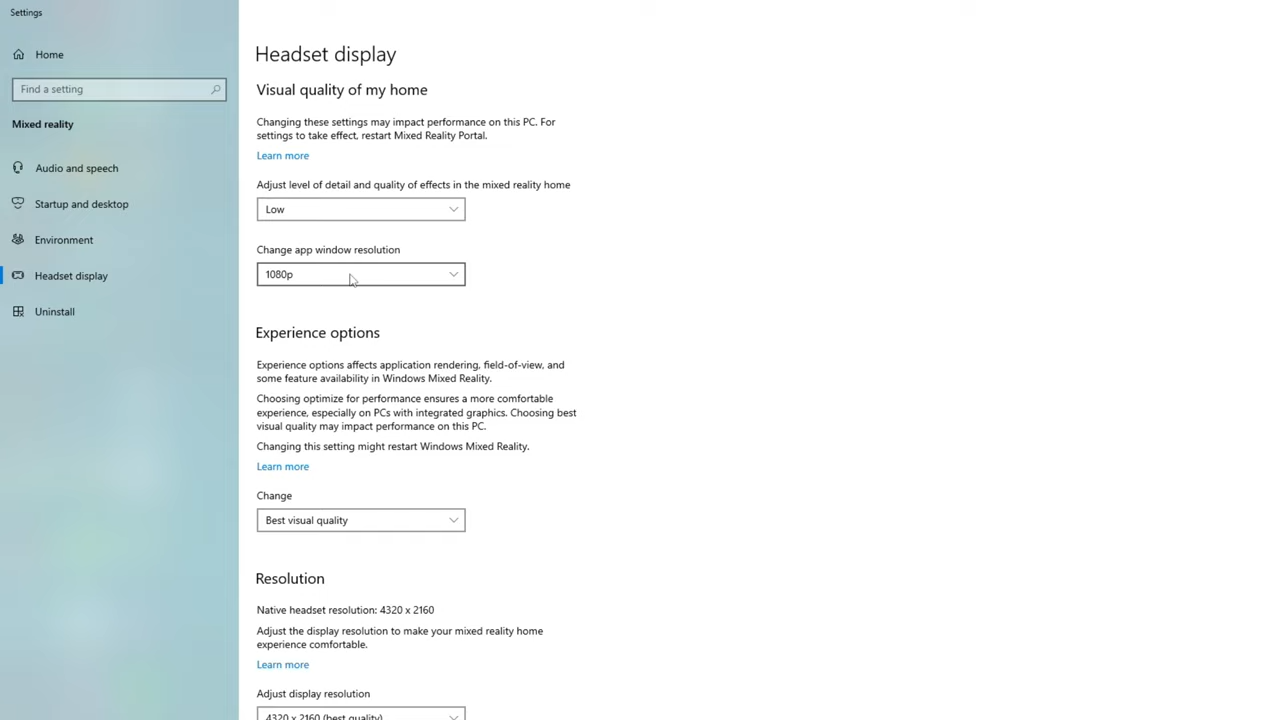 Settings
Home
Find a setting
Mixed reality
Audio and speech
Startup and desktop
Environment
Headset display
Uninstall
Headset display
Visual quality of my home
Changing these settings may impact performance on this PC. For
settings to take effect, restart Mixed Reality Portal.
Learn more
Adjust level of detail and quality of effects in the mixed reality home
Low
Change app window resolution
1080p
Experience options
Experience options affects application rendering, field-of-view, and
some feature availability in Windows Mixed Reality.
Choosing optimize for performance ensures a more comfortable
experience, especially on PCs with integrated graphics. Choosing best
visual quality may impact performance on this PC.
Changing this setting might restart Windows Mixed Reality.
Learn more
Change
Best visual quality
Resolution
Native headset resolution: 4320 x 2160
Adjust the display resolution to make your mixed reality home
experience comfortable.
Learn more
Adjust display resolution
4320 x 2160 (best quality)